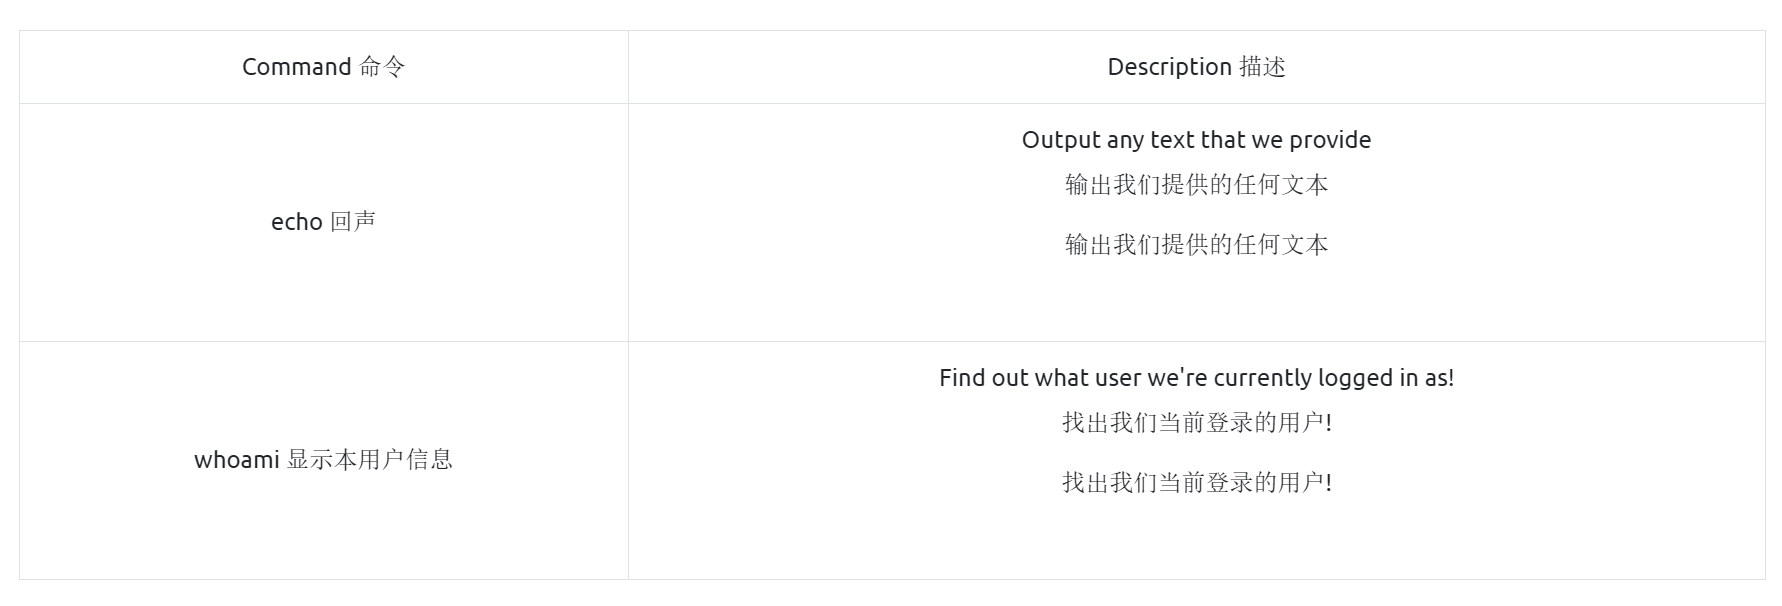 Command 命令
Description 描述
echo 回声
Output any text that we provide
输出我们提供的任何文本
输出我们提供的任何文本
whoami 显示本用户信息
Find out what user we're currently logged in as!
找出我们当前登录的用户!
找出我们当前登录的用户!